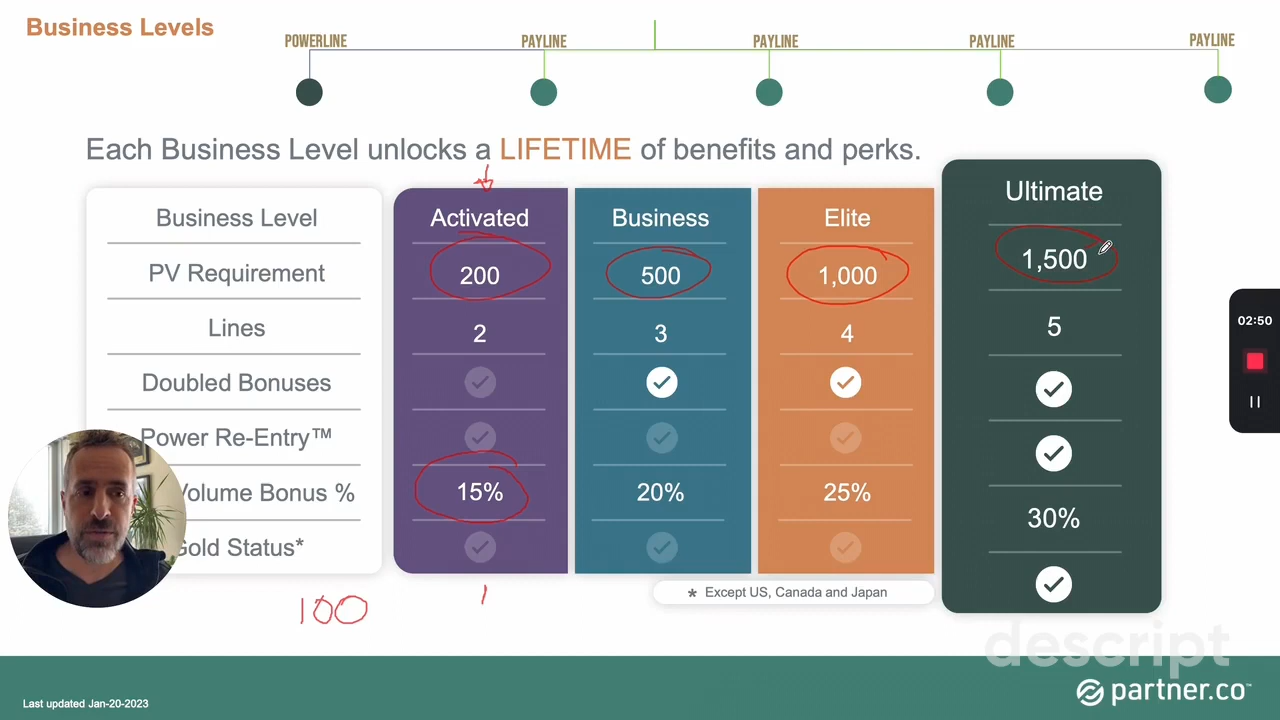 Business Levels
POWERLINE PAYLINE PAYLINE PAYLINE PAYLINE
Each Business Level unlocks a LIFETIME of benefits and perks.
Business Level Activated Business Elite Ultimate
PV Requirement 200 500 1,000 1,500
Lines 2 3 4 5
Doubled Bonuses
Power Re-Entry™
Volume Bonus % 15% 20% 25% 30%
Gold Status*
* Except US, Canada and Japan
100
02:50
descript
Last updated Jan-20-2023
partner.co™